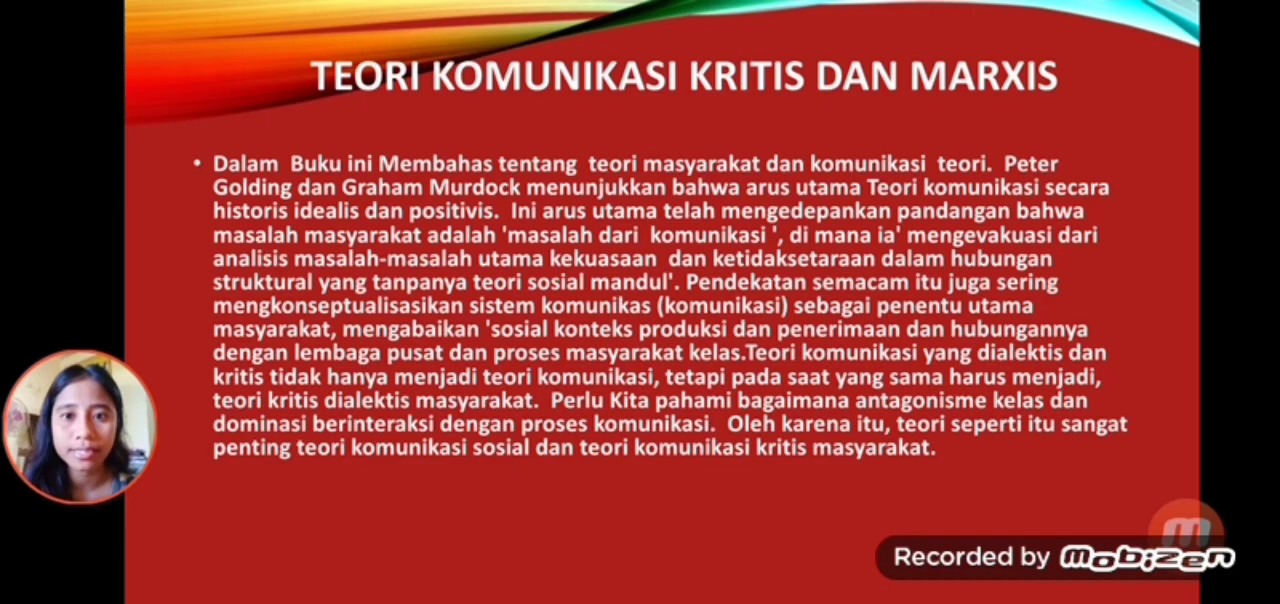 TEORI KOMUNIKASI KRITIS DAN MARXIS
• Dalam Buku ini Membahas tentang teori masyarakat dan komunikasi teori. Peter
Golding dan Graham Murdock menunjukkan bahwa arus utama Teori komunikasi secara
historis idealis dan positivis. Ini arus utama telah mengedepankan pandangan bahwa
masalah masyarakat adalah 'masalah dari komunikasi ', di mana ia' mengevakuasi dari
analisis masalah-masalah utama kekuasaan dan ketidaksetaraan dalam hubungan
struktural yang tanpanya teori sosial mandul'. Pendekatan semacam itu juga sering
mengkonseptualisasikan sistem komunikas (komunikasi) sebagai penentu utama
masyarakat, mengabaikan 'sosial konteks produksi dan penerimaan dan hubungannya
dengan lembaga pusat dan proses masyarakat kelas.Teori komunikasi yang dialektis dan
kritis tidak hanya menjadi teori komunikasi, tetapi pada saat yang sama harus menjadi,
teori kritis dialektis masyarakat. Perlu Kita pahami bagaimana antagonisme kelas dan
dominasi berinteraksi dengan proses komunikasi. Oleh karena itu, teori seperti itu sangat
penting teori komunikasi sosial dan teori komunikasi kritis masyarakat.
Recorded by Mobizen